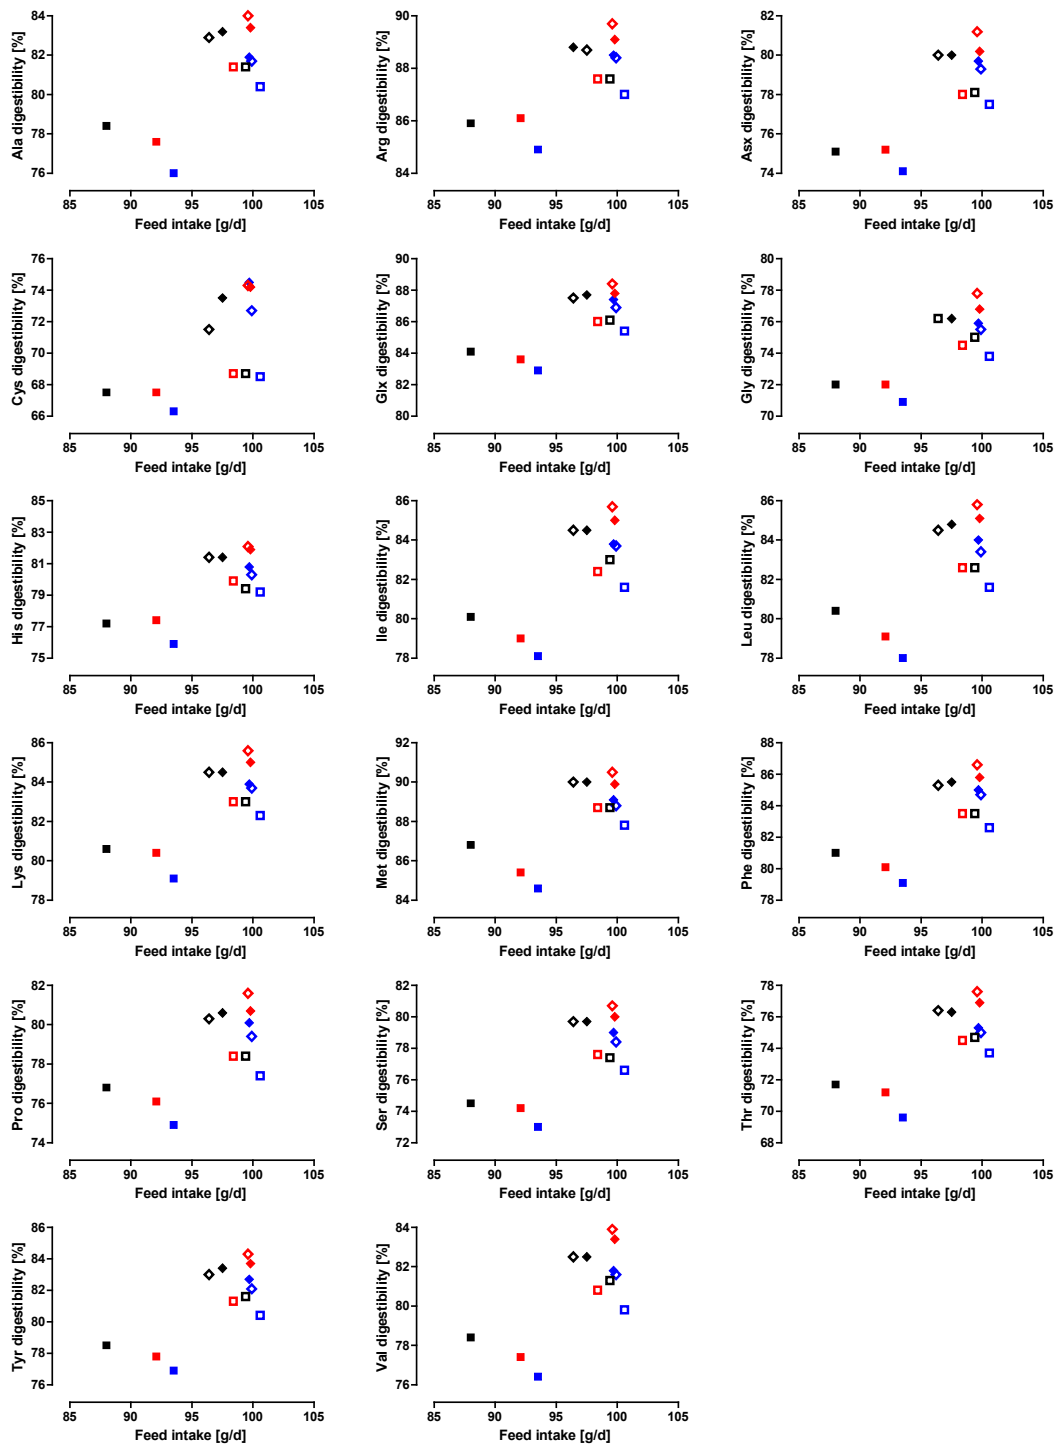 Ala digestibility [%]
84
82
80
78
76
85 90 95 100 105
Feed intake [g/d]
Arg digestibility [%]
90
88
86
84
85 90 95 100 105
Feed intake [g/d]
Asx digestibility [%]
82
80
78
76
74
85 90 95 100 105
Feed intake [g/d]
Cys digestibility [%]
76
74
72
70
68
66
85 90 95 100 105
Feed intake [g/d]
Glx digestibility [%]
90
88
86
84
82
80
85 90 95 100 105
Feed intake [g/d]
Gly digestibility [%]
80
78
76
74
72
70
85 90 95 100 105
Feed intake [g/d]
His digestibility [%]
85
83
81
79
77
75
85 90 95 100 105
Feed intake [g/d]
Ile digestibility [%]
86
84
82
80
78
85 90 95 100 105
Feed intake [g/d]
Leu digestibility [%]
86
84
82
80
78
85 90 95 100 105
Feed intake [g/d]
Lys digestibility [%]
86
84
82
80
78
85 90 95 100 105
Feed intake [g/d]
Met digestibility [%]
92
90
88
86
84
85 90 95 100 105
Feed intake [g/d]
Phe digestibility [%]
88
86
84
82
80
78
85 90 95 100 105
Feed intake [g/d]
Pro digestibility [%]
82
80
78
76
74
85 90 95 100 105
Feed intake [g/d]
Ser digestibility [%]
82
80
78
76
74
72
85 90 95 100 105
Feed intake [g/d]
Thr digestibility [%]
78
76
74
72
70
68
85 90 95 100 105
Feed intake [g/d]
Tyr digestibility [%]
86
84
82
80
78
76
85 90 95 100 105
Feed intake [g/d]
Val digestibility [%]
84
82
80
78
76
85 90 95 100 105
Feed intake [g/d]